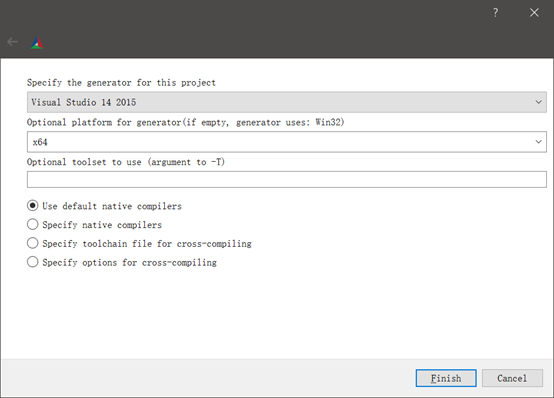 ?
Specify the generator for this project
Visual Studio 14 2015
Optional platform for generator(if empty, generator uses: Win32)
x64
Optional toolset to use (argument to -T)
Use default native compilers
Specify native compilers
Specify toolchain file for cross-compiling
Specify options for cross-compiling
Finish
Cancel